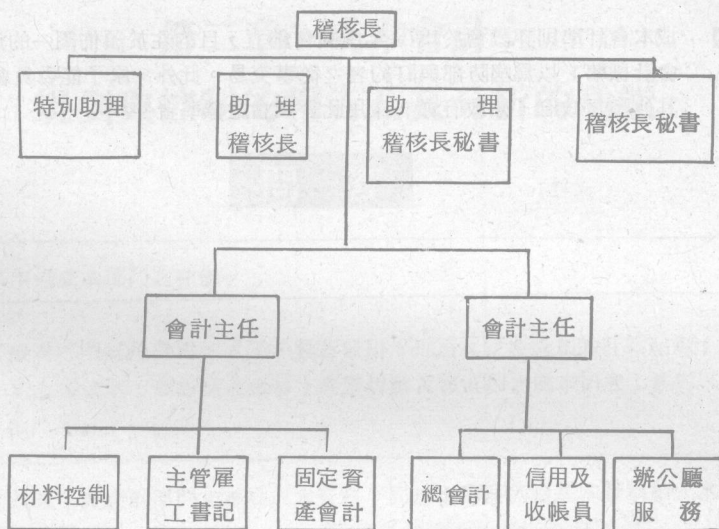 稽核長
特別助理
助理
稽核長
助理
稽核長秘書
稽核長秘書
會計主任
會計主任
材料控制
主管雇
工書記
固定資
產會計
總會計
信用及
收帳員
辦公廳
服務